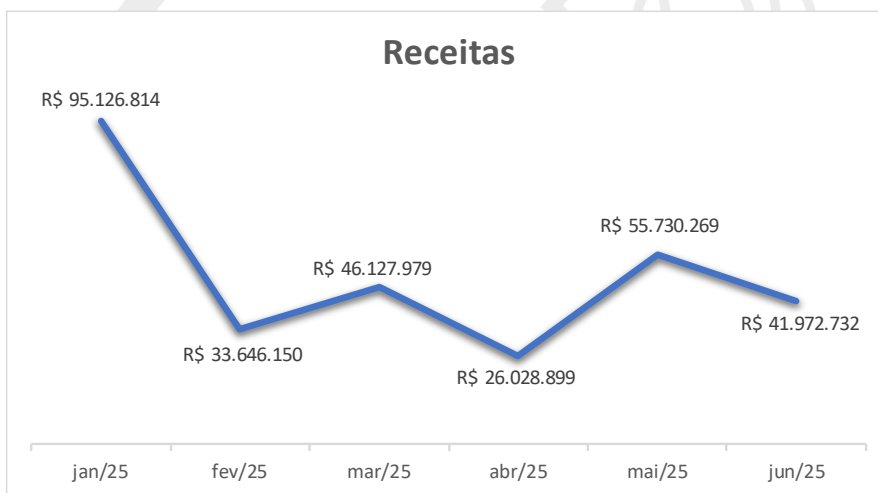 Receitas
R$ 95.126.814
R$ 55.730.269
R$ 46.127.979
R$ 41.972.732
R$ 33.646.150
R$ 26.028.899
jan/25 fev/25 mar/25 abr/25 mai/25 jun/25